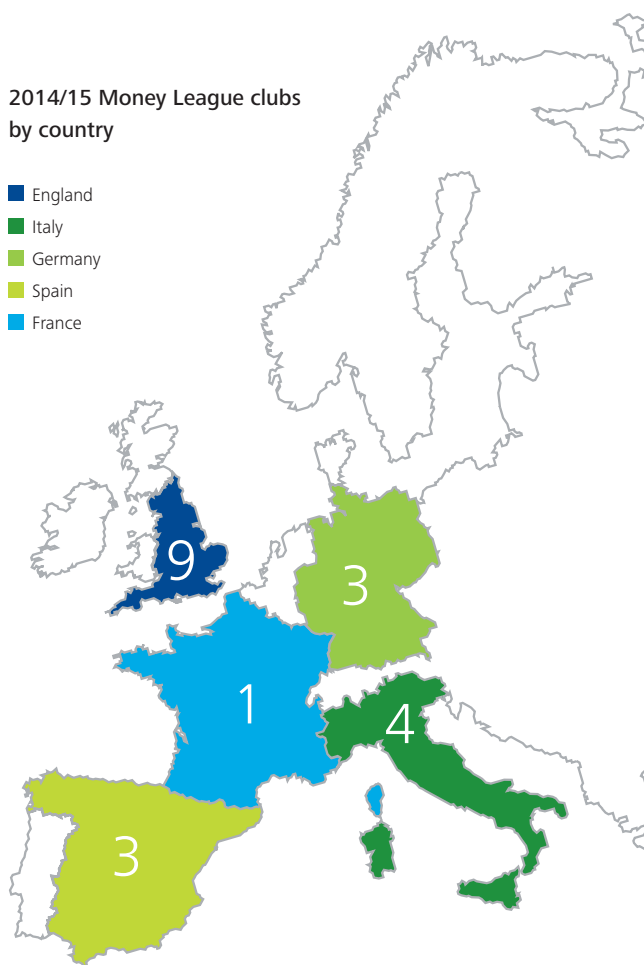 2014/15 Money League clubs
by country
England
Italy
Germany
Spain
France
9
3
1
4
3